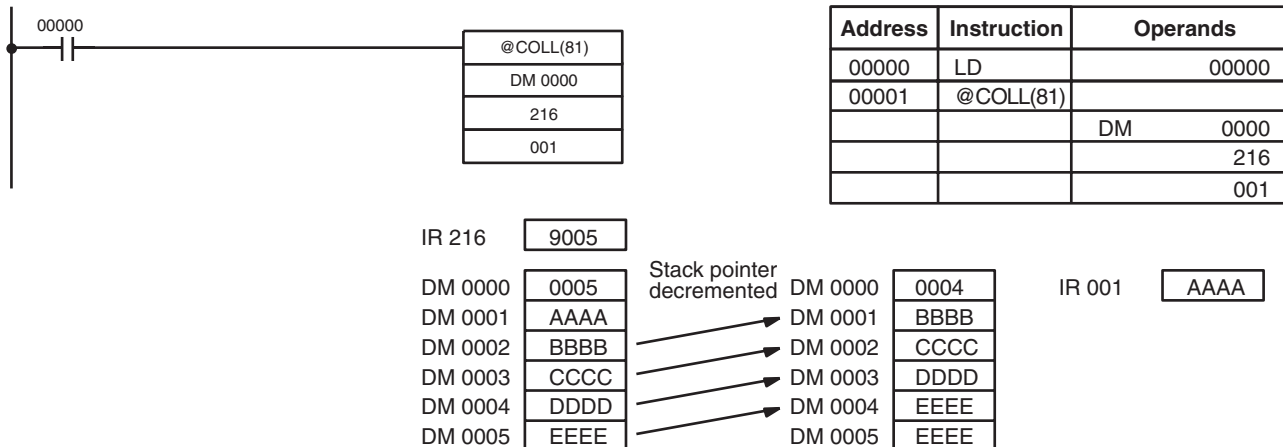 00000
@COLL(81)
DM 0000
216
001
Address Instruction Operands
00000 LD 00000
00001 @COLL(81)
DM 0000
216
001
IR 216 9005
Stack pointer
decremented
DM 0000 0005 DM 0000 0004 IR 001 AAAA
DM 0001 AAAA DM 0001 BBBB
DM 0002 BBBB DM 0002 CCCC
DM 0003 CCCC DM 0003 DDDD
DM 0004 DDDD DM 0004 EEEE
DM 0005 EEEE DM 0005 EEEE